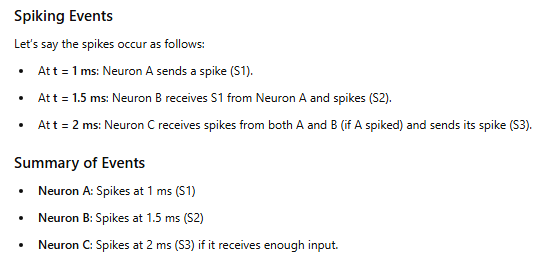 Spiking Events
Let's say the spikes occur as follows:
• At t = 1 ms: Neuron A sends a spike (S1).
• At t = 1.5 ms: Neuron B receives S1 from Neuron A and spikes (S2).
• At t = 2 ms: Neuron C receives spikes from both A and B (if A spiked) and sends its spike (S3).
Summary of Events
• Neuron A: Spikes at 1 ms (S1)
• Neuron B: Spikes at 1.5 ms (S2)
• Neuron C: Spikes at 2 ms (S3) if it receives enough input.